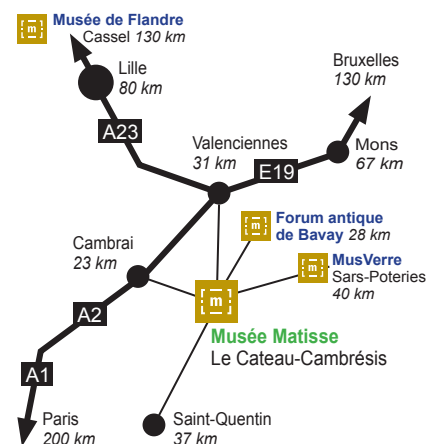 [m] Musée de Flandre
Cassel 130 km
Lille
80 km
A23
Bruxelles
130 km
Valenciennes
31 km
E19
Mons
67 km
[m] Forum antique
de Bavay 28 km
Cambrai
23 km
[m] MusVerre
Sars-Poteries
40 km
[m]
A2
Musée Matisse
Le Cateau-Cambrésis
A1
Paris
200 km
Saint-Quentin
37 km